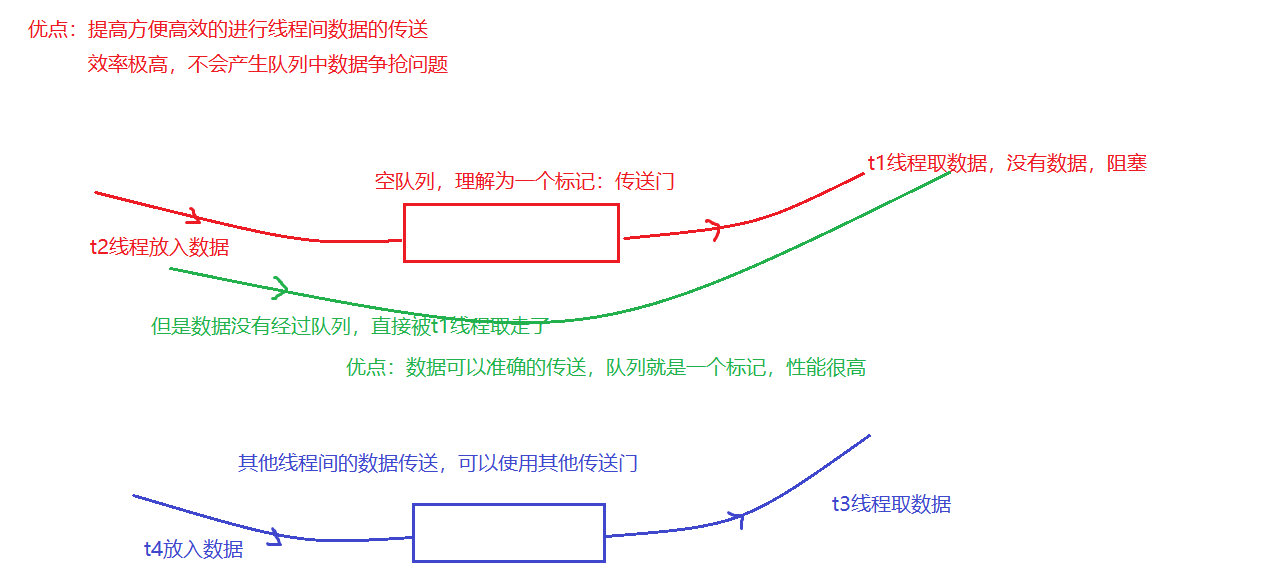 优点：提高方便高效的进行线程间数据的传送
效率极高，不会产生队列中数据争抢问题
t1线程取数据，没有数据，阻塞
空队列，理解为一个标记：传送门
t2线程放入数据
但是数据没有经过队列，直接被t1线程取走了
优点：数据可以准确的传送，队列就是一个标记，性能很高
其他线程间的数据传送，可以使用其他传送门
t3线程取数据
t4放入数据